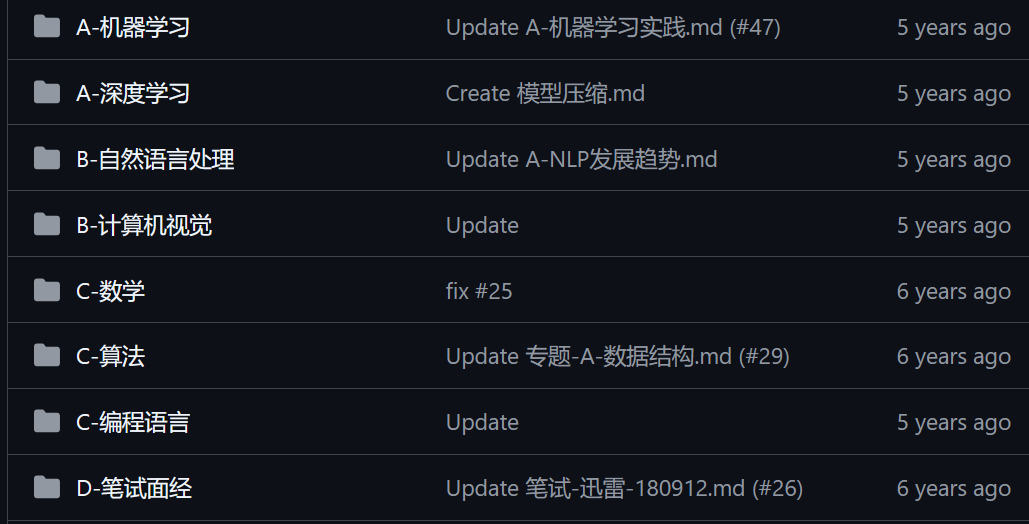 A-机器学习 Update A-机器学习实践.md (#47) 5 years ago
A-深度学习 Create 模型压缩.md 5 years ago
B-自然语言处理 Update A-NLP发展趋势.md 5 years ago
B-计算机视觉 Update 5 years ago
C-数学 fix #25 6 years ago
C-算法 Update 专题-A-数据结构.md (#29) 6 years ago
C-编程语言 Update 5 years ago
D-笔试面经 Update 笔试-迅雷-180912.md (#26) 6 years ago